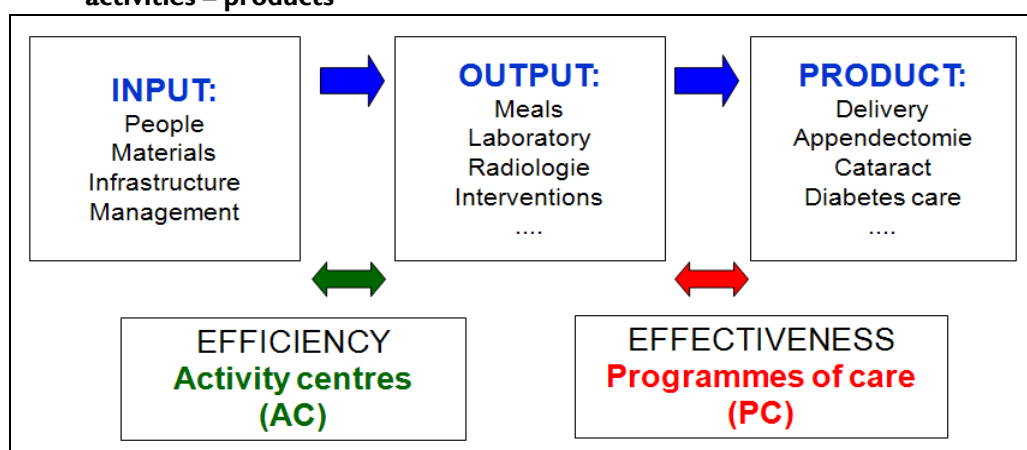 activities – products
INPUT:
People
Materials
Infrastructure
Management
OUTPUT:
Meals
Laboratory
Radiologie
Interventions
....
PRODUCT:
Delivery
Appendectomie
Cataract
Diabetes care
....
EFFICIENCY
Activity centres
(AC)
EFFECTIVENESS
Programmes of care
(PC)